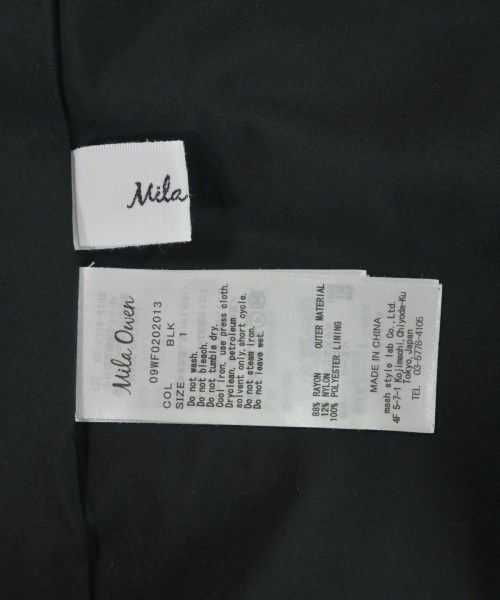 Mila
Mila Owen
09WF0202013
COL BLK
SIZE 1
Do not wash.
Do not bleach.
Do not tumble dry.
Cool iron, use press cloth.
Dryclean, petroleum
solvent only, short cycle.
Do not steam iron.
Do not leave wet.
OUTER MATERIAL
88% RAYON
12% NYLON
100% POLYESTER LINING
MADE IN CHINA
mash style lab Co.,Ltd.
4F 5-7-1 Kojimachi, Chiyoda-Ku
Tokyo, Japan
TEL 03-5778-4105